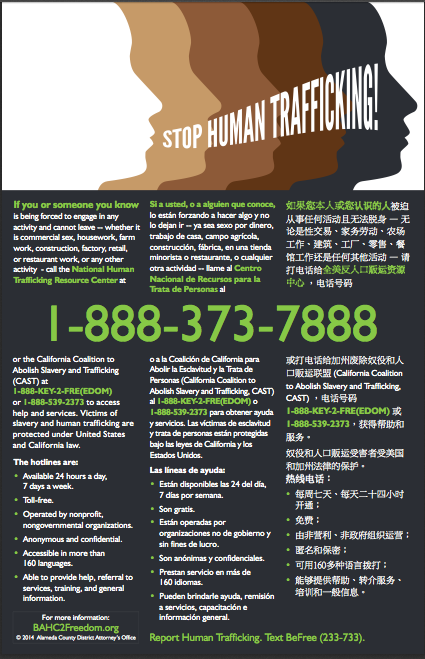 STOP HUMAN TRAFFICKING!
If you or someone you know
is being forced to engage in any
activity and cannot leave -- whether it
is commercial sex, housework, farm
work, construction, factory, retail,
or restaurant work, or any other
activity - call the National Human
Trafficking Resource Center at
Si a usted, o a alguien que conoce,
lo están forzando a hacer algo y no
lo dejan ir -- ya sea sexo por dinero,
trabajo de casa, campo agrícola,
construcción, fábrica, en una tienda
minorista o restaurante, o cualquier
otra actividad -- llame al Centro
Nacional de Recursos para la
Trata de Personas al
如果您本人或您认识的人被迫
从事任何活动且无法脱身 — 无
论是性交易、家务劳动、农场
工作、建筑、工厂、零售、餐
馆工作还是任何其他活动 — 请
打电话给全美反人口贩运资源
中心 ，电话号码
1-888-373-7888
or the California Coalition to
Abolish Slavery and Trafficking
(CAST) at
1-888-KEY-2-FRE(EDOM)
or 1-888-539-2373 to access
help and services. Victims of
slavery and human trafficking are
protected under United States
and California law.
The hotlines are:
• Available 24 hours a day,
7 days a week.
• Toll-free.
• Operated by nonprofit,
nongovernmental organizations.
• Anonymous and confidential.
• Accessible in more than
160 languages.
• Able to provide help, referral to
services, training, and general
information.
o a la Coalición de California para
Abolir la Esclavitud y la Trata de
Personas (California Coalition to
Abolish Slavery and Trafficking, CAST)
al 1-888-KEY-2-FRE(EDOM) o
1-888-539-2373 para obtener ayuda
y servicios. Las víctimas de esclavitud
y trata de personas están protegidas
bajo las leyes de California y los
Estados Unidos.
Las líneas de ayuda:
• Están disponibles las 24 del día,
7 días por semana.
• Son gratis.
• Están operadas por
organizaciones no de gobierno y
sin fines de lucro.
• Son anónimas y confidenciales.
• Prestan servicio en más de
160 idiomas.
• Pueden brindarle ayuda, remisión
a servicios, capacitación e
información general.
或打电话给加州废除奴役和人
口贩运联盟 (California Coalition
to Abolish Slavery and Trafficking,
CAST) ，电话号码
1-888-KEY-2-FRE(EDOM) 或
1-888-539-2373，获得帮助和
服务。
奴役和人口贩运受害者受美国
和加州法律的保护。
热线电话：
• 每周七天、每天二十四小时
开通；
• 免费；
• 由非营利、非政府组织运营；
• 匿名和保密；
• 可用160多种语言拨打；
• 能够提供帮助、转介服务、
培训和一般信息。
For more information:
BAHC2Freedom.org
© 2014 Alameda County District Attorney's Office
Report Human Trafficking. Text BeFree (233-733).